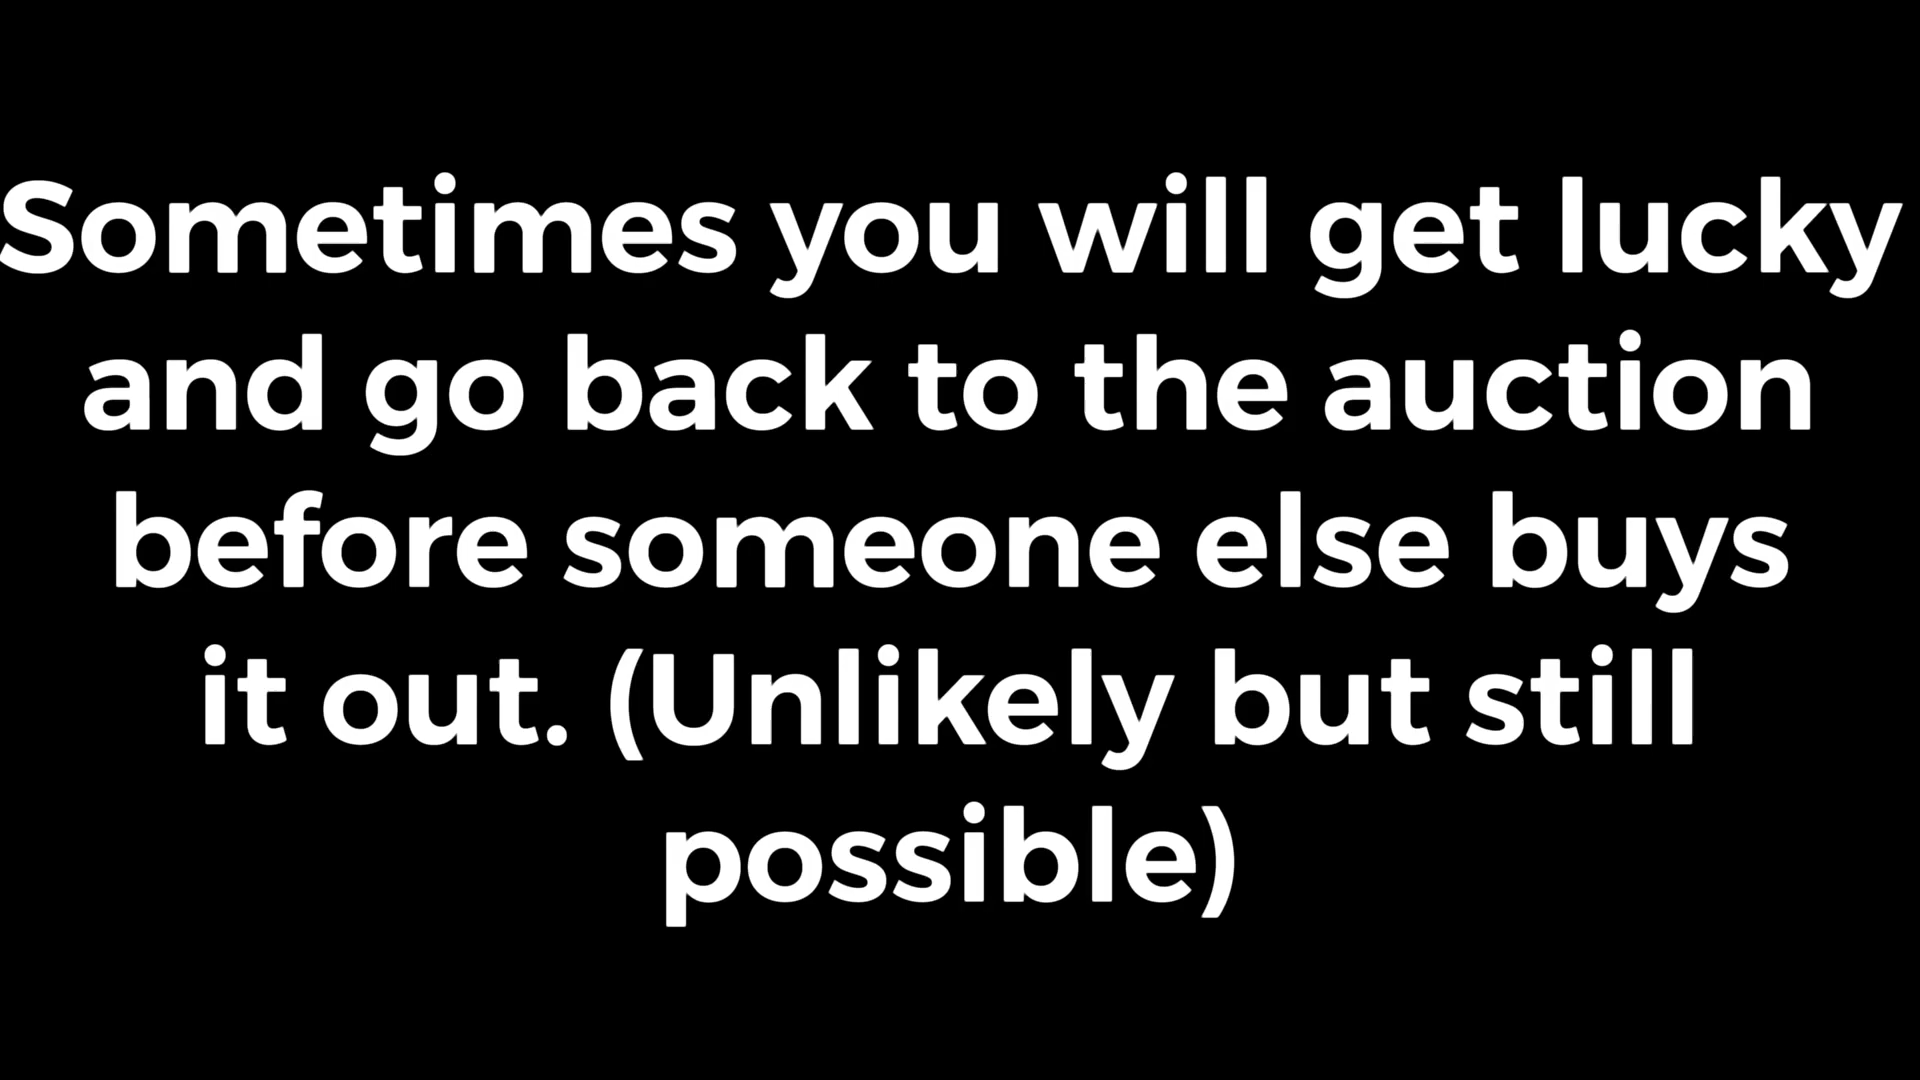 Sometimes you will get lucky
and go back to the auction
before someone else buys
it out. (Unlikely but still
possible)